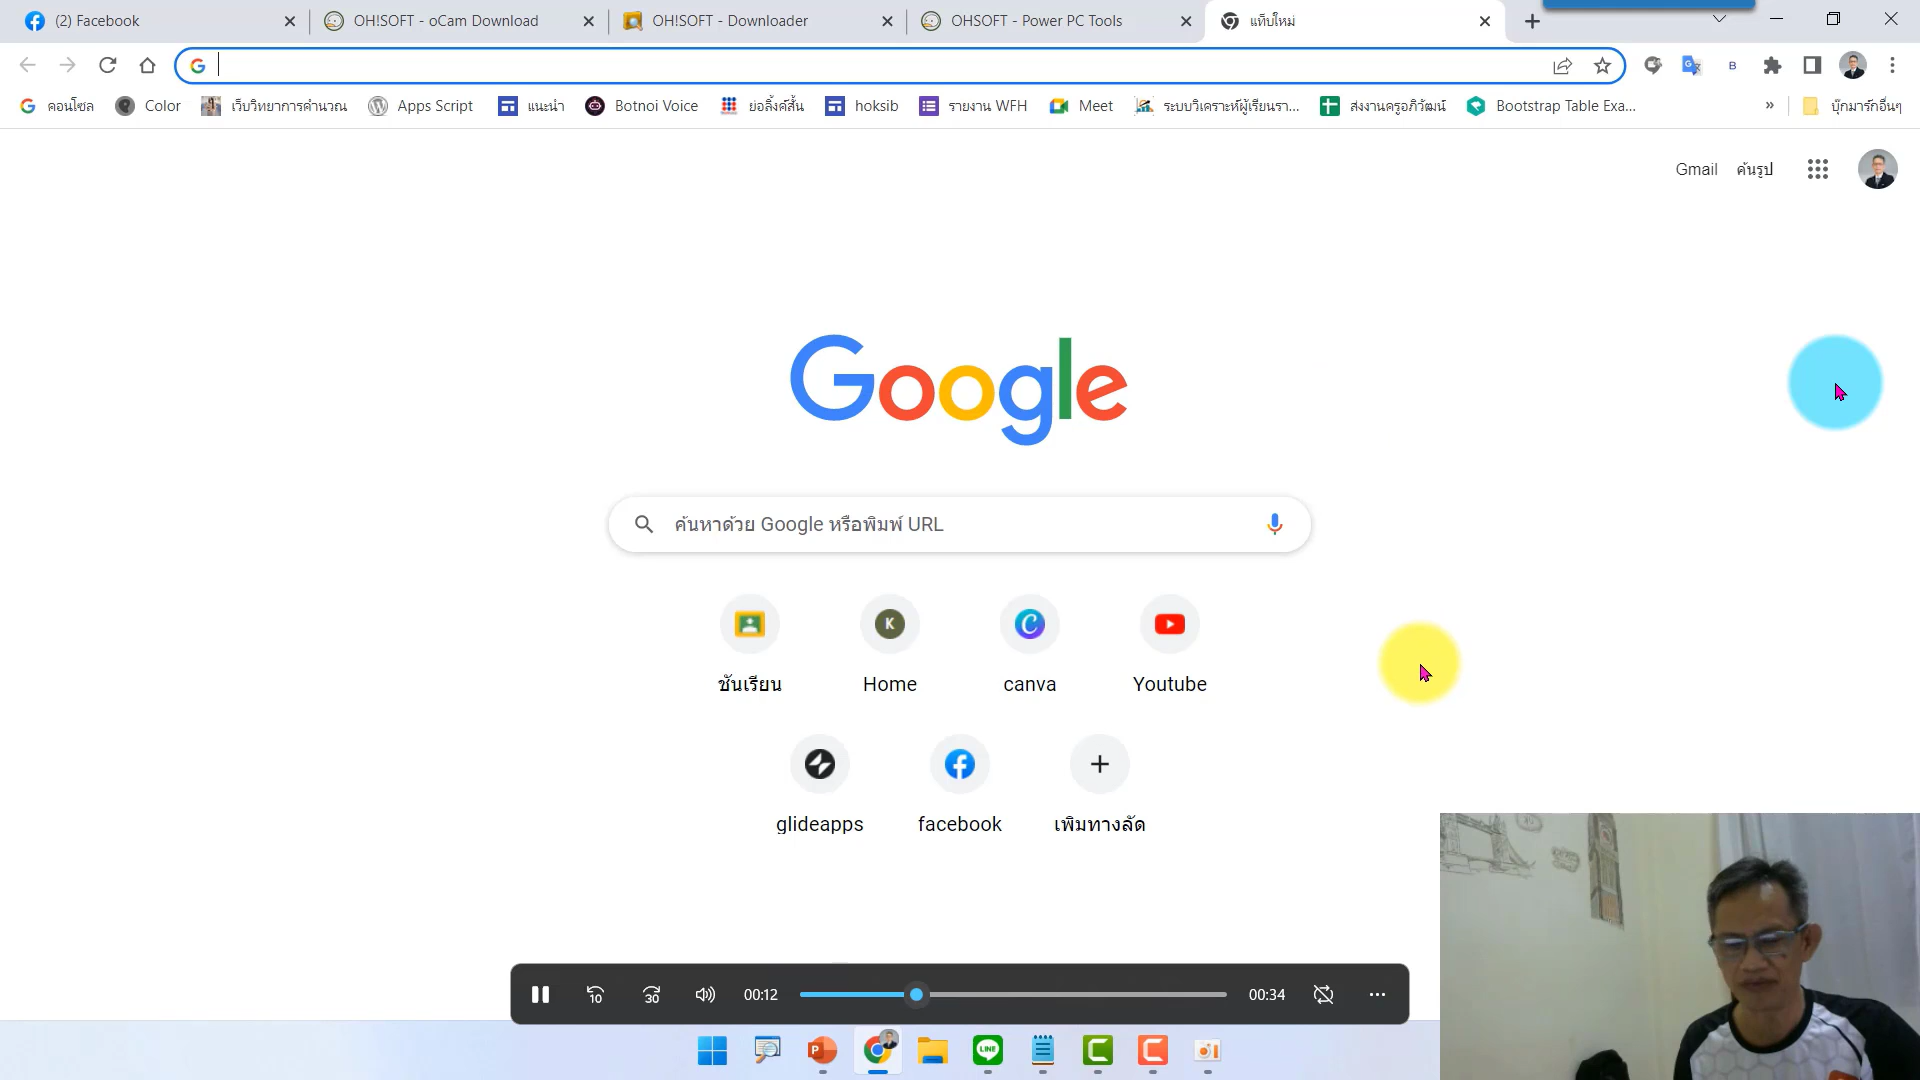 (2) Facebook
OH!SOFT - oCam Download
OH!SOFT - Downloader
OHSOFT - Power PC Tools
แท็บใหม่
คอนโซล
Color
เว็บวิทยาการคำนวณ
Apps Script
แนะนำ
Botnoi Voice
ย่อลิ้งค์สั้น
hoksib
รายงาน WFH
Meet
ระบบวิเคราะห์ผู้เรียนรา...
ส่งงานครูอภิวัฒน์
Bootstrap Table Exa...
»
บุ๊กมาร์กอื่นๆ
Gmail
ค้นรูป
Google
ค้นหาด้วย Google หรือพิมพ์ URL
ชั้นเรียน
Home
canva
Youtube
glideapps
facebook
เพิ่มทางลัด
10
30
00:12
00:34